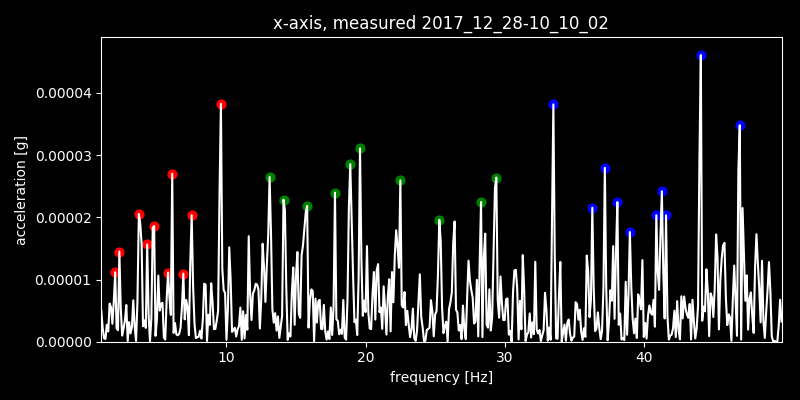 x-axis, measured 2017_12_28-10_10_02
0.00004
0.00003
0.00002
0.00001
0.00000
acceleration [g]
10 20 30 40
frequency [Hz]